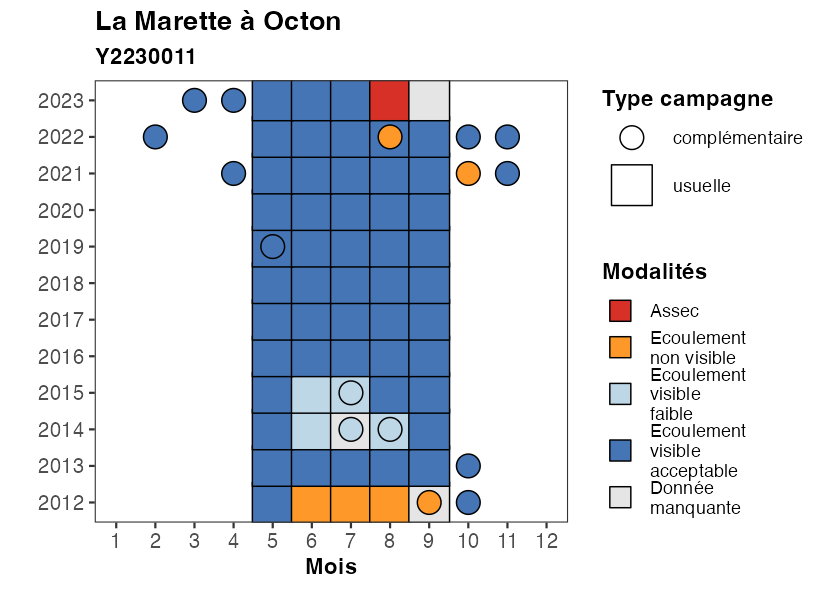 La Marette à Octon
Y2230011
2023
2022
2021
2020
2019
2018
2017
2016
2015
2014
2013
2012
1 2 3 4 5 6 7 8 9 10 11 12
Mois
Type campagne
complémentaire
usuelle
Modalités
Assec
Ecoulement
non visible
Ecoulement
visible
faible
Ecoulement
visible
acceptable
Donnée
manquante